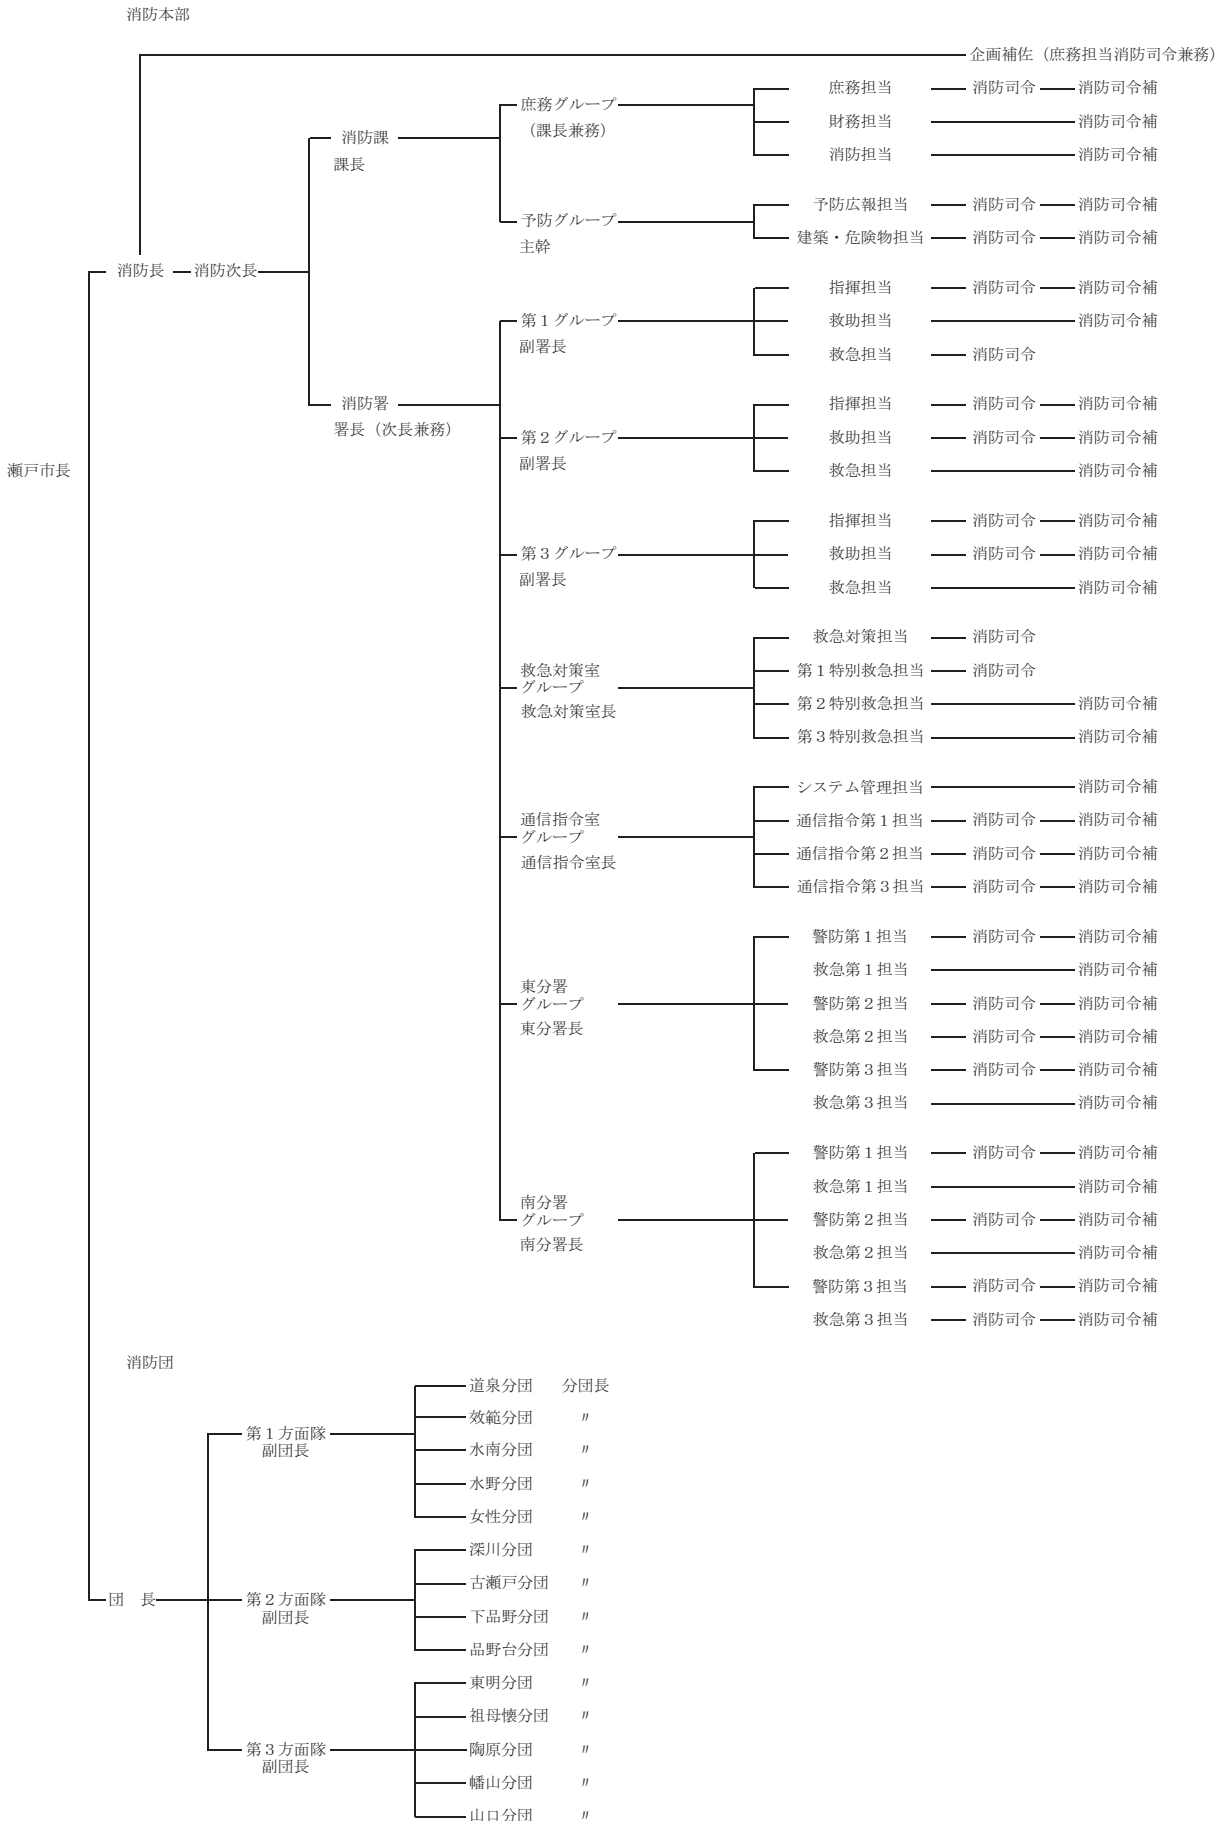 消防本部
企画補佐（庶務担当消防司令兼務）
庶務担当 消防司令 消防司令補
庶務グループ
財務担当 消防司令補
（課長兼務）
消防課
消防担当 消防司令補
課長
予防広報担当 消防司令 消防司令補
予防グループ
建築・危険物担当 消防司令 消防司令補
主幹
消防長 消防次長
指揮担当 消防司令 消防司令補
第１グループ 救助担当 消防司令補
副署長
救急担当 消防司令
消防署 指揮担当 消防司令 消防司令補
署長（次長兼務）
第２グループ 救助担当 消防司令 消防司令補
副署長
瀬戸市長 救急担当 消防司令補
指揮担当 消防司令 消防司令補
第３グループ 救助担当 消防司令 消防司令補
副署長
救急担当 消防司令補
救急対策担当 消防司令
救急対策室 第１特別救急担当 消防司令
グループ
第２特別救急担当 消防司令補
救急対策室長
第３特別救急担当 消防司令補
システム管理担当 消防司令補
通信指令室 通信指令第１担当 消防司令 消防司令補
グループ
通信指令第２担当 消防司令 消防司令補
通信指令室長
通信指令第３担当 消防司令 消防司令補
警防第１担当 消防司令 消防司令補
救急第１担当 消防司令補
東分署
グループ 警防第２担当 消防司令 消防司令補
東分署長
救急第２担当 消防司令 消防司令補
警防第３担当 消防司令 消防司令補
救急第３担当 消防司令補
警防第１担当 消防司令 消防司令補
救急第１担当 消防司令補
南分署
グループ 警防第２担当 消防司令 消防司令補
南分署長
救急第２担当 消防司令補
警防第３担当 消防司令 消防司令補
救急第３担当 消防司令 消防司令補
消防団
道泉分団 分団長
効範分団 〃
第１方面隊
副団長 水南分団 〃
水野分団 〃
女性分団 〃
深川分団 〃
古瀬戸分団 〃
団　長 第２方面隊
副団長 下品野分団 〃
品野台分団 〃
東明分団 〃
祖母懐分団 〃
第３方面隊 陶原分団 〃
副団長
幡山分団 〃
山口分団 〃